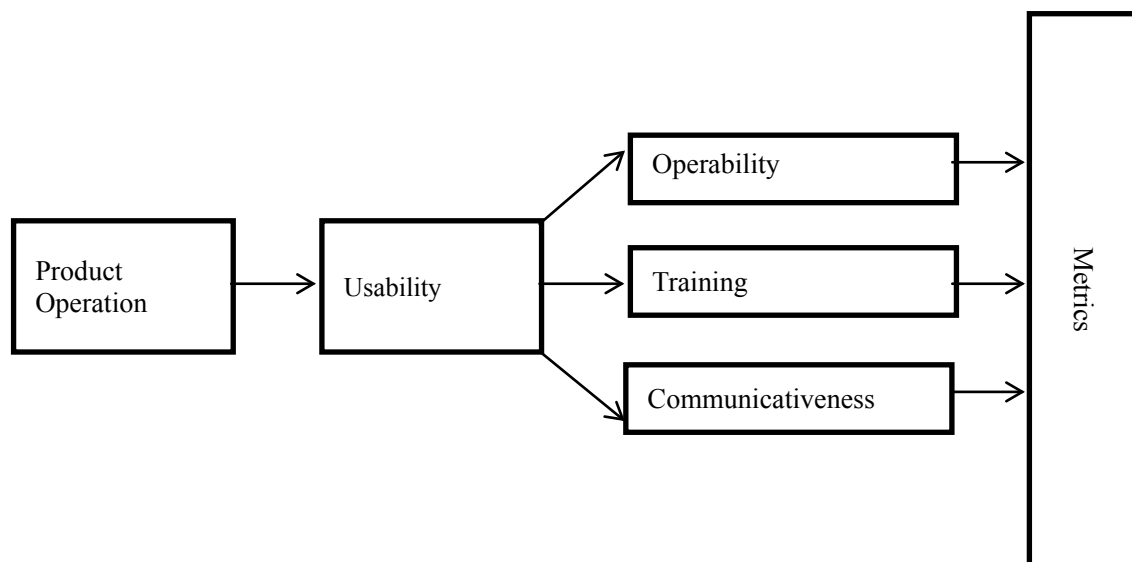 Product
Operation
Usability
Operability
Training
Communicativeness
Metrics